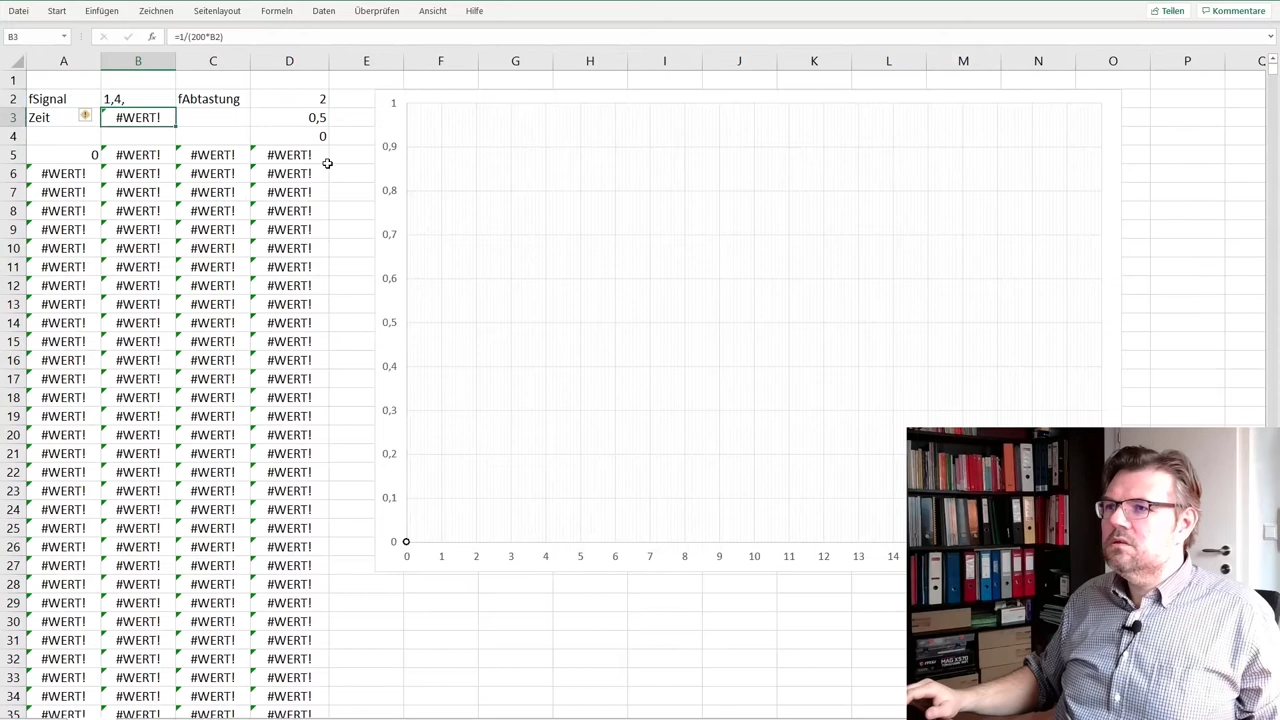 Datei Start Einfügen Zeichnen Seitenlayout Formeln Daten Überprüfen Ansicht Hilfe Teilen Kommentare
B3 fx =1/(200*B2)
A B C D E F G H I J K L M N O P
1
2 fSignal 1,4, fAbtastung 2
3 Zeit #WERT! 0,5
4 0
5 0 #WERT! #WERT! #WERT!
6 #WERT! #WERT! #WERT! #WERT!
7 #WERT! #WERT! #WERT! #WERT!
8 #WERT! #WERT! #WERT! #WERT!
9 #WERT! #WERT! #WERT! #WERT!
10 #WERT! #WERT! #WERT! #WERT!
11 #WERT! #WERT! #WERT! #WERT!
12 #WERT! #WERT! #WERT! #WERT!
13 #WERT! #WERT! #WERT! #WERT!
14 #WERT! #WERT! #WERT! #WERT!
15 #WERT! #WERT! #WERT! #WERT!
16 #WERT! #WERT! #WERT! #WERT!
17 #WERT! #WERT! #WERT! #WERT!
18 #WERT! #WERT! #WERT! #WERT!
19 #WERT! #WERT! #WERT! #WERT!
20 #WERT! #WERT! #WERT! #WERT!
21 #WERT! #WERT! #WERT! #WERT!
22 #WERT! #WERT! #WERT! #WERT!
23 #WERT! #WERT! #WERT! #WERT!
24 #WERT! #WERT! #WERT! #WERT!
25 #WERT! #WERT! #WERT! #WERT!
26 #WERT! #WERT! #WERT! #WERT!
27 #WERT! #WERT! #WERT! #WERT!
28 #WERT! #WERT! #WERT! #WERT!
29 #WERT! #WERT! #WERT! #WERT!
30 #WERT! #WERT! #WERT! #WERT!
31 #WERT! #WERT! #WERT! #WERT!
32 #WERT! #WERT! #WERT! #WERT!
33 #WERT! #WERT! #WERT! #WERT!
34 #WERT! #WERT! #WERT! #WERT!
35 #WERT! #WERT! #WERT! #WERT!
1
0,9
0,8
0,7
0,6
0,5
0,4
0,3
0,2
0,1
0
0 1 2 3 4 5 6 7 8 9 10 11 12 13 14
MAG X570